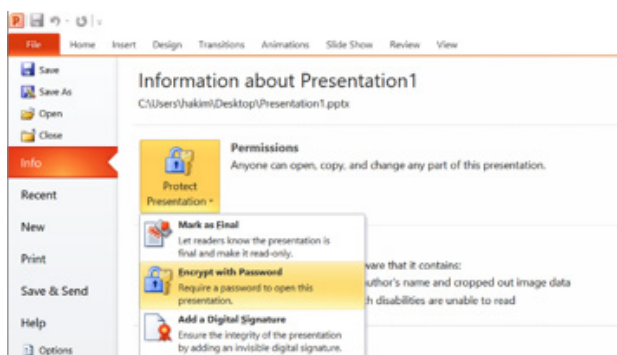 File Home Insert Design Transitions Animations Slide Show Review View
Save
Save As
Open
Close
Info
Recent
New
Print
Save & Send
Help
Options
Information about Presentation1
C:\Users\hakim\Desktop\Presentation1.pptx
Protect
Presentation
Permissions
Anyone can open, copy, and change any part of this presentation.
Mark as Final
Let readers know the presentation is
final and make it read-only.
Encrypt with Password
Require a password to open this
presentation.
Add a Digital Signature
Ensure the integrity of the presentation
by adding an invisible digital signature.
ware that it contains:
uthor's name and cropped out image data
h disabilities are unable to read